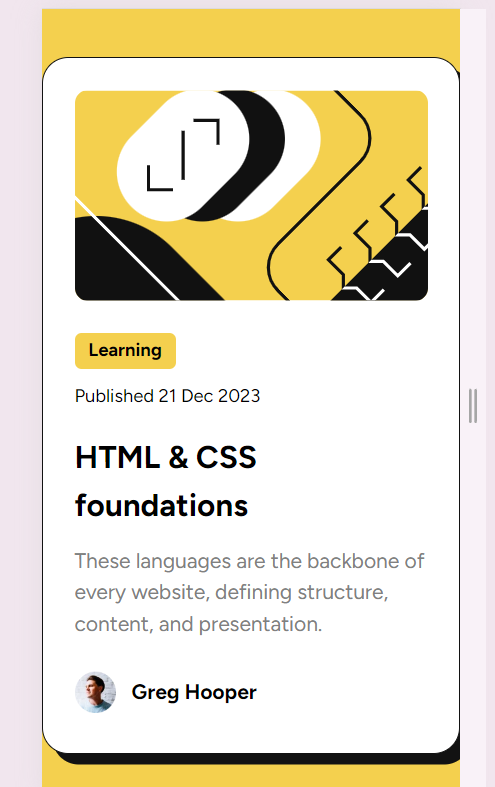 Learning
Published 21 Dec 2023
HTML & CSS
foundations
These languages are the backbone of
every website, defining structure,
content, and presentation.
Greg Hooper